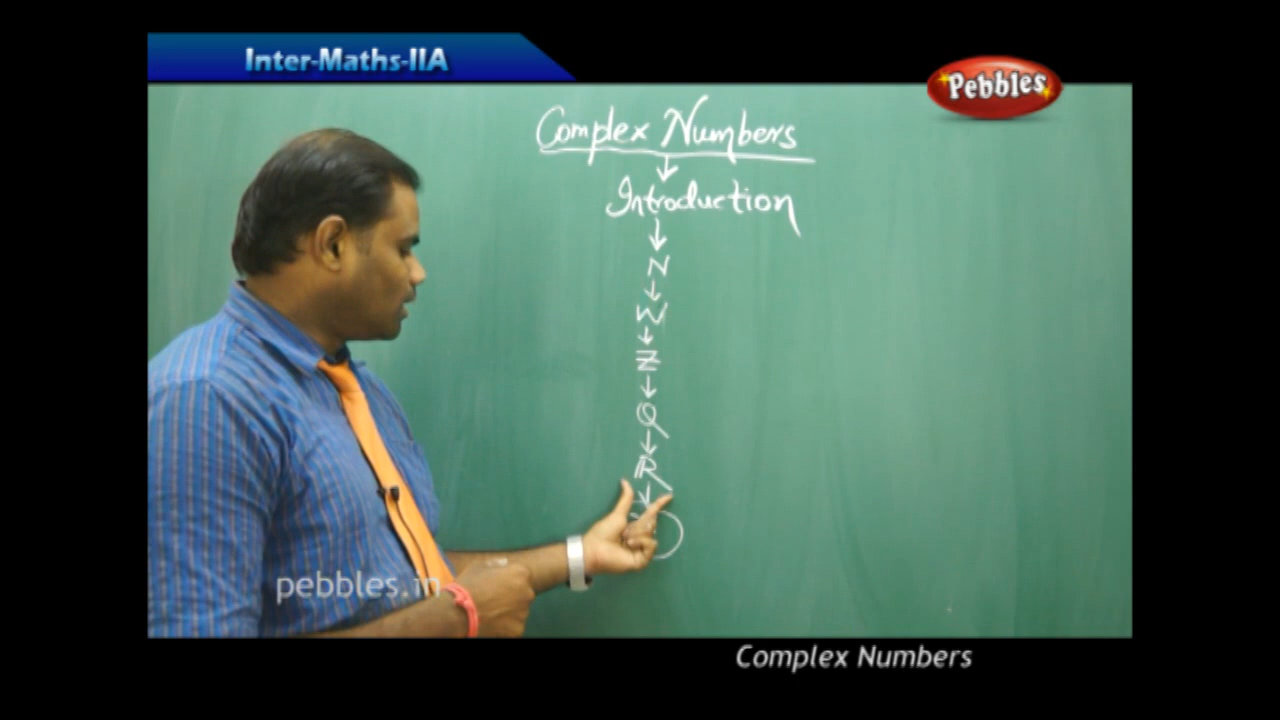 Inter-Maths-IIA
Pebbles
Complex Numbers
↓
Introduction
↓
N
↓
W
↓
Z
↓
Q
↓
R
↓
pebbles.in
Complex Numbers